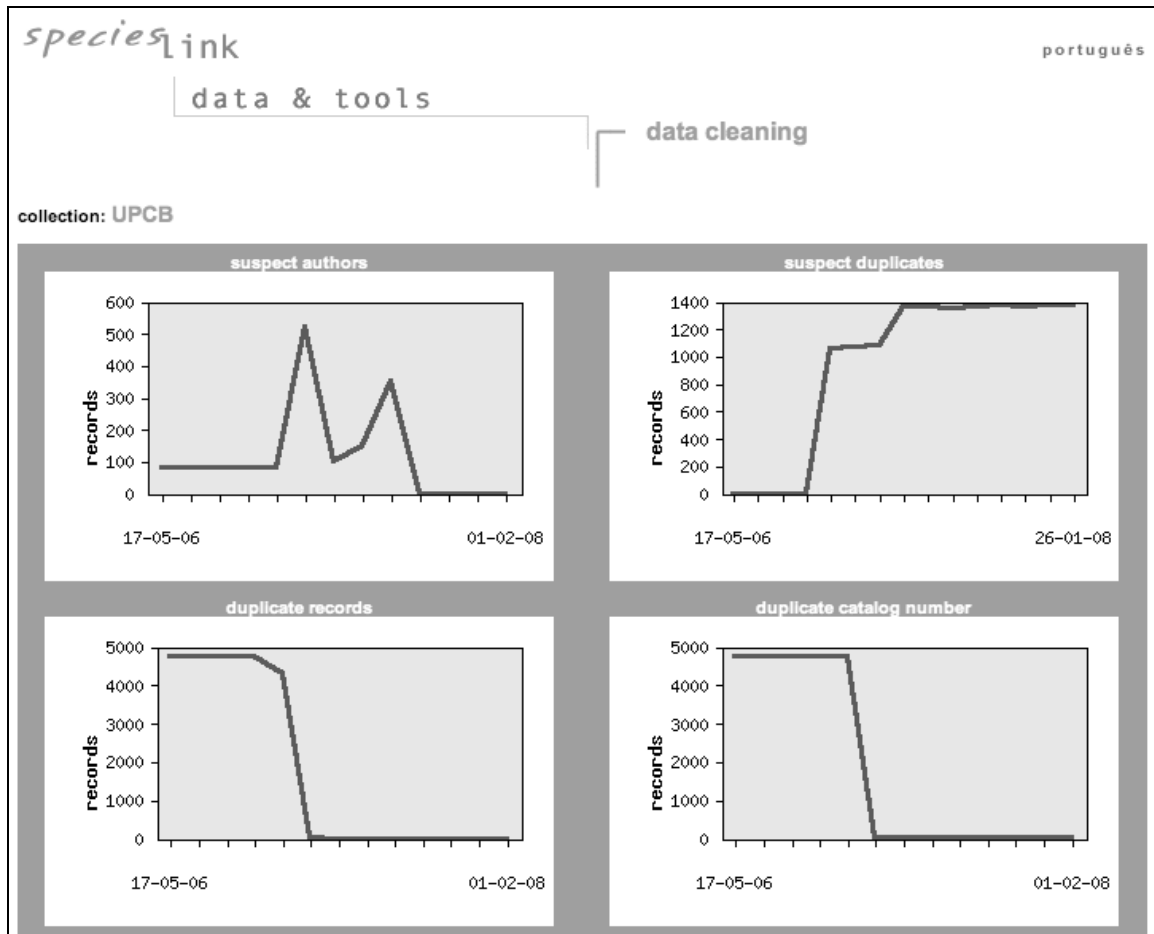 specieslink
português
data & tools
data cleaning
collection: UPCB
suspect authors
600
500
400
300
200
100
0
records
17-05-06 01-02-08
suspect duplicates
1400
1200
1000
800
600
400
200
0
records
17-05-06 26-01-08
duplicate records
5000
4000
3000
2000
1000
0
records
17-05-06 01-02-08
duplicate catalog number
5000
4000
3000
2000
1000
0
records
17-05-06 01-02-08